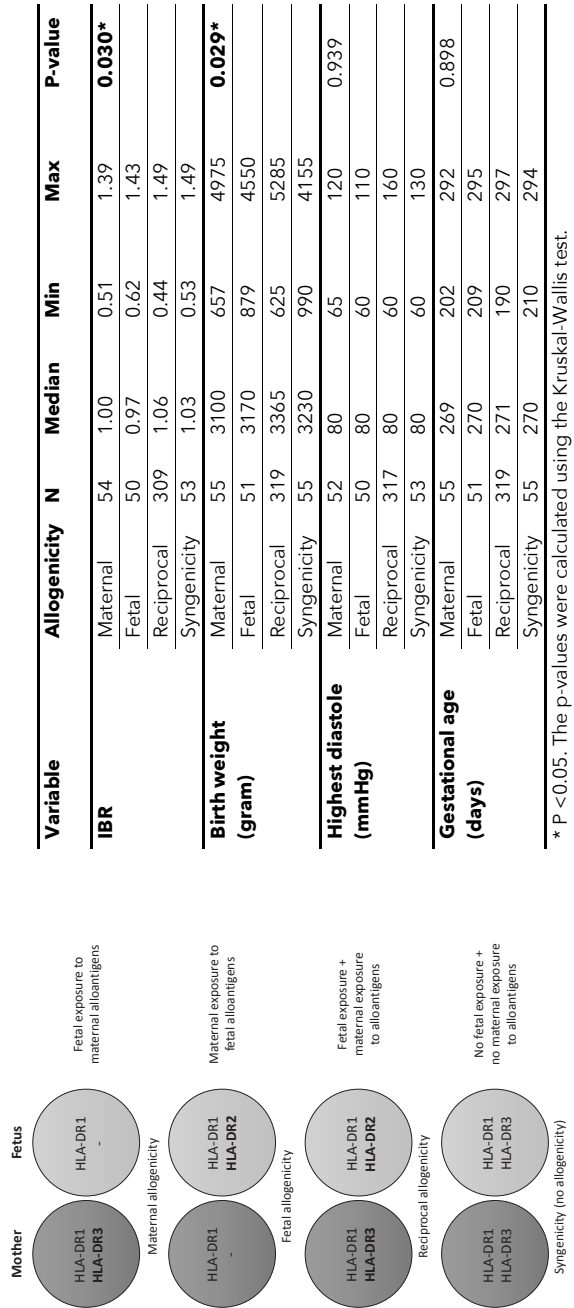 Mother Fetus
HLA-DR1 HLA-DR1 Fetal exposure to
HLA-DR3 - maternal alloantigens
Maternal allogenicity
HLA-DR1 HLA-DR1 Maternal exposure to
- HLA-DR2 fetal alloantigens
Fetal allogenicity
HLA-DR1 HLA-DR1 Fetal exposure +
HLA-DR3 HLA-DR2 maternal exposure
to alloantigens
Reciprocal allogenicity
HLA-DR1 HLA-DR1 No fetal exposure +
HLA-DR3 HLA-DR3 no maternal exposure
to alloantigens
Syngenicity (no allogenicity)
Variable Allogenicity N Median Min Max P-value
IBR Maternal 54 1.00 0.51 1.39 0.030*
Fetal 50 0.97 0.62 1.43
Reciprocal 309 1.06 0.44 1.49
Syngenicity 53 1.03 0.53 1.49
Birth weight Maternal 55 3100 657 4975 0.029*
(gram) Fetal 51 3170 879 4550
Reciprocal 319 3365 625 5285
Syngenicity 55 3230 990 4155
Highest diastole Maternal 52 80 65 120 0.939
(mmHg) Fetal 50 80 60 110
Reciprocal 317 80 60 160
Syngenicity 53 80 60 130
Gestational age Maternal 55 269 202 292 0.898
(days) Fetal 51 270 209 295
Reciprocal 319 271 190 297
Syngenicity 55 270 210 294
* P <0.05. The p-values were calculated using the Kruskal-Wallis test.